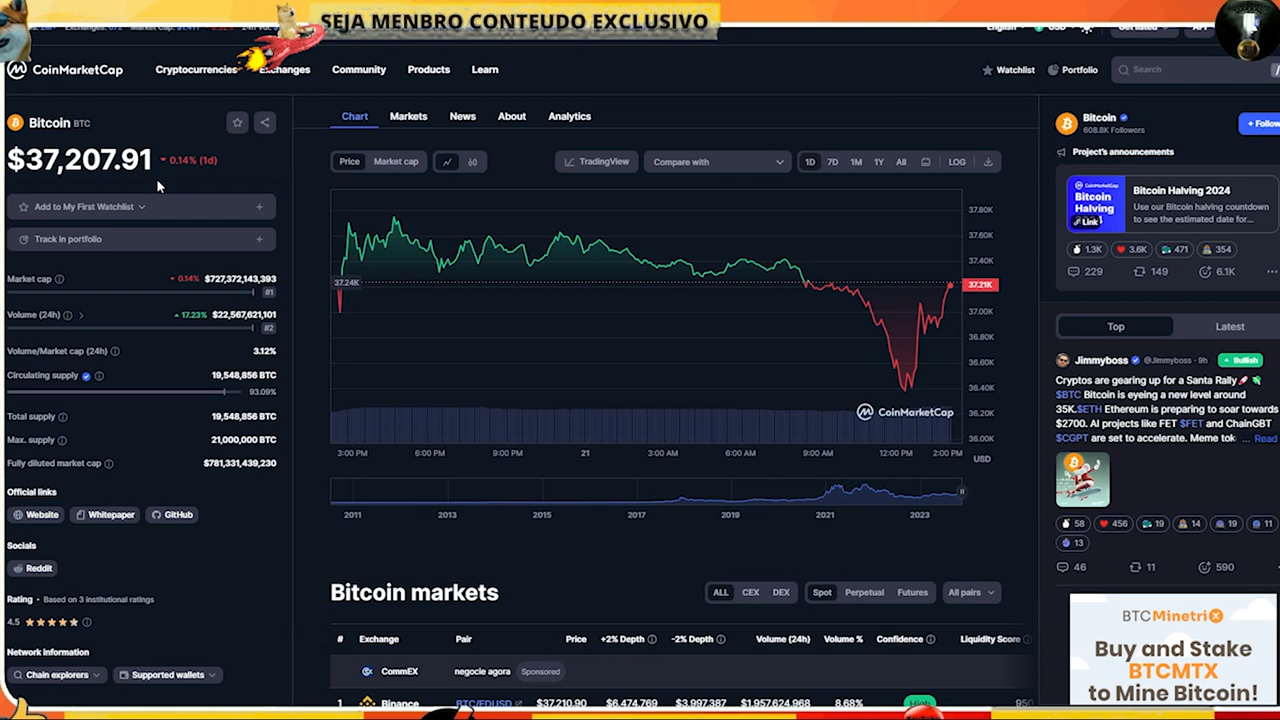 SEJA MENBRO CONTEUDO EXCLUSIVO
English
CoinMarketCap
Cryptocurrencies
Exchanges
Community
Products
Learn
Watchlist
Portfolio
Search
Bitcoin BTC
$37,207.91 0.14% (1d)
Add to My First Watchlist
Track in portfolio
Market cap 0.14% $727,372,143,393
#1
Volume (24h) 17.23% $22,567,621,101
#2
Volume/Market cap (24h) 3.12%
Circulating supply 19,548,856 BTC
93.09%
Total supply 19,548,856 BTC
Max. supply 21,000,000 BTC
Fully diluted market cap $781,331,439,230
Official links
Website Whitepaper GitHub
Socials
Reddit
Rating · Based on 3 institutional ratings
4.5
Network information
Chain explorers Supported wallets
Chart Markets News About Analytics
Price Market cap TradingView Compare with 1D 7D 1M 1Y All LOG
37.80K
37.60K
37.40K
37.24K
37.21K
37.00K
36.80K
36.60K
36.40K
36.20K
36.00K
CoinMarketCap
3:00 PM 6:00 PM 9:00 PM 21 3:00 AM 6:00 AM 9:00 AM 12:00 PM 2:00 PM USD
2011 2013 2015 2017 2019 2021 2023
Bitcoin markets
ALL CEX DEX Spot Perpetual Futures All pairs
# Exchange Pair Price +2% Depth -2% Depth Volume (24h) Volume % Confidence Liquidity Score
CommEX negocie agora Sponsored
1 Binance BTC/FDUSD $37,210.90 $6,474,769 $3,997,387 $1,957,624,968 8.68% High 950
Bitcoin
608.8K Followers
+ Follow
Project's announcements
CoinMarketCap
Bitcoin
Halving
Link
Bitcoin Halving 2024
Use our Bitcoin halving countdown
to see the estimated date for...
1.3K 3.6K 471 354
229 149 6.1K
Top Latest
Jimmyboss @Jimmyboss · 9h Bullish
Cryptos are gearing up for a Santa Rally
$BTC Bitcoin is eyeing a new level around
35K.$ETH Ethereum is preparing to soar towards
$2700. AI projects like FET $FET and ChainGBT
$CGPT are set to accelerate. Meme tok ... Read
58 456 19 14 19 11
13
46 11 590
BTCMinetrix
Buy and Stake
BTCMTX
to Mine Bitcoin!